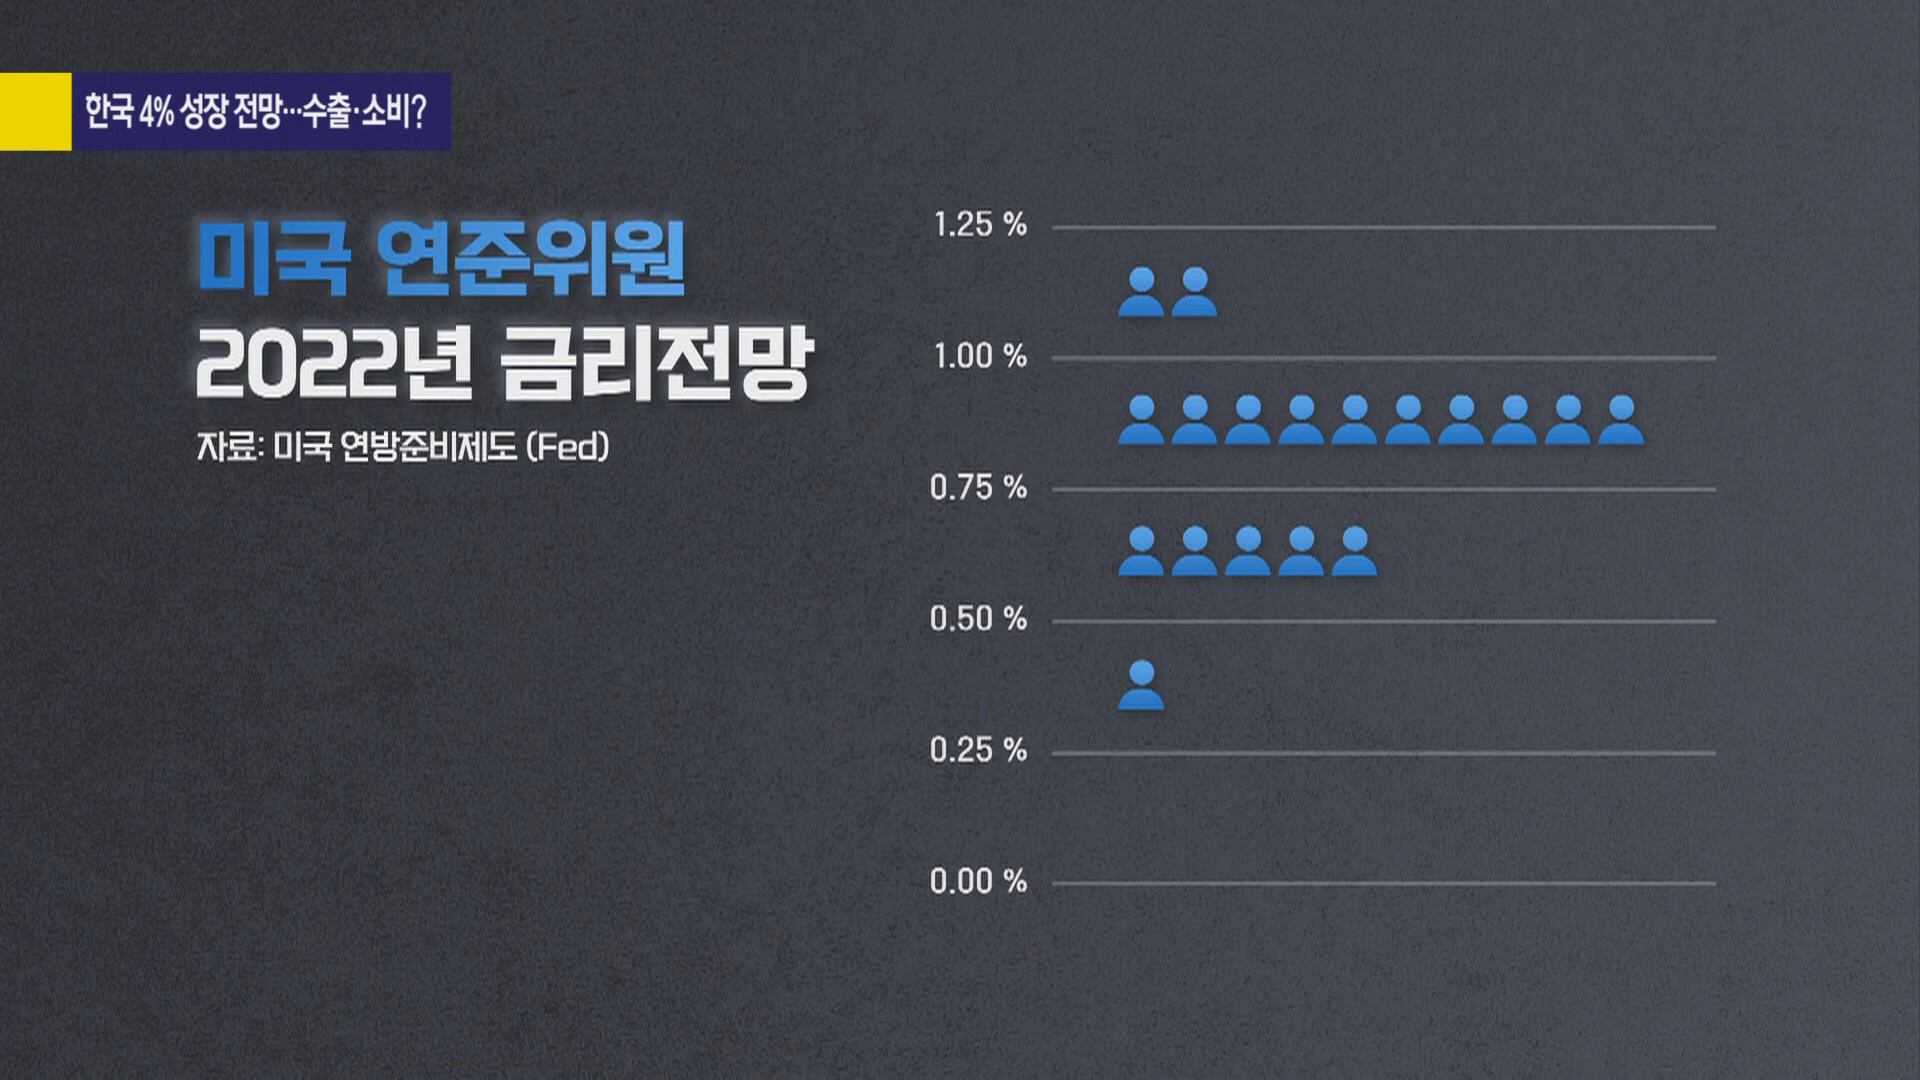 한국 4% 성장 전망…수출·소비?
미국 연준위원
2022년 금리전망
자료: 미국 연방준비제도 (Fed)
1.25 %
1.00 %
0.75 %
0.50 %
0.25 %
0.00 %